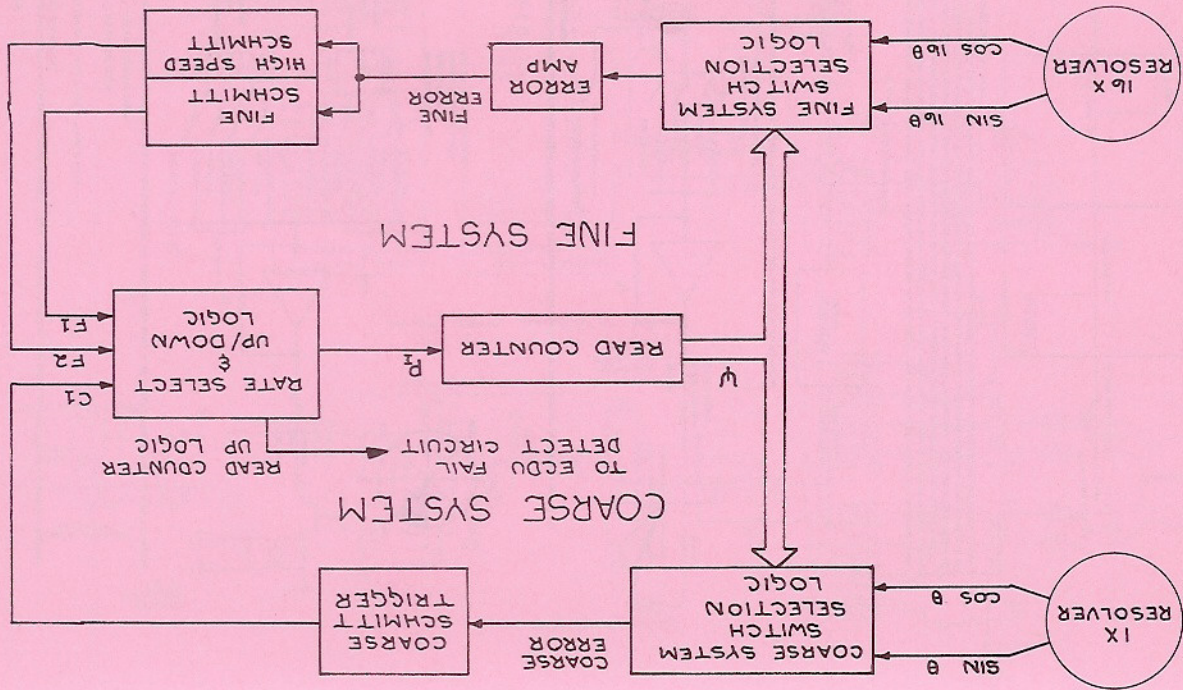 SIN θ
1X
RESOLVER
COS θ
COARSE SYSTEM
SWITCH
SELECTION
LOGIC
COARSE
ERROR
COARSE
SCHMITT
TRIGGER
COARSE SYSTEM
TO ECDU FAIL
DETECT CIRCUIT
READ COUNTER
UP LOGIC
ψ
READ COUNTER
P_I
RATE SELECT
&
UP/DOWN
LOGIC
C1
F2
F1
FINE SYSTEM
SIN 16θ
16 X
RESOLVER
COS 16θ
FINE SYSTEM
SWITCH
SELECTION
LOGIC
ERROR
AMP
FINE
ERROR
FINE
SCHMITT
HIGH SPEED
SCHMITT